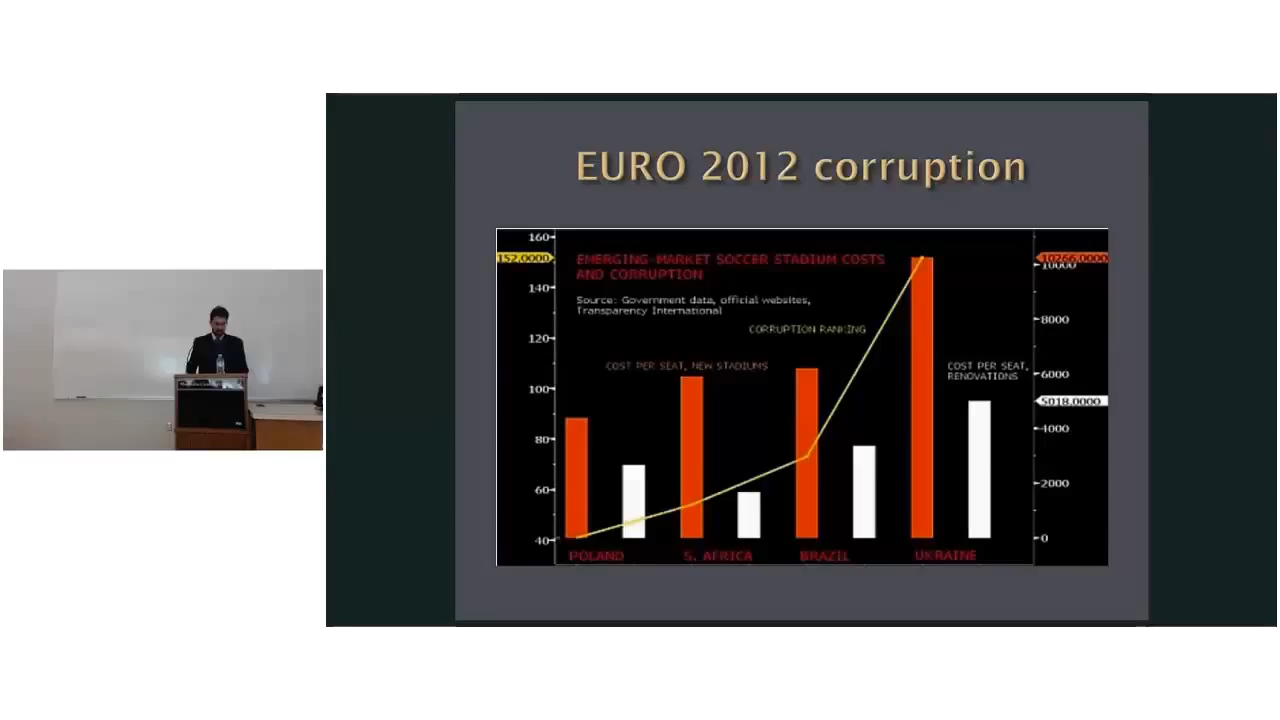 EURO 2012 corruption
160
152.0000
140
120
100
80
60
40
EMERGING-MARKET SOCCER STADIUM COSTS
AND CORRUPTION
Source: Government data, official websites,
Transparency International
CORRUPTION RANKING
COST PER SEAT, NEW STADIUMS
COST PER SEAT,
RENOVATIONS
10266.0000
10000
8000
6000
5018.0000
4000
2000
0
POLAND
S. AFRICA
BRAZIL
UKRAINE